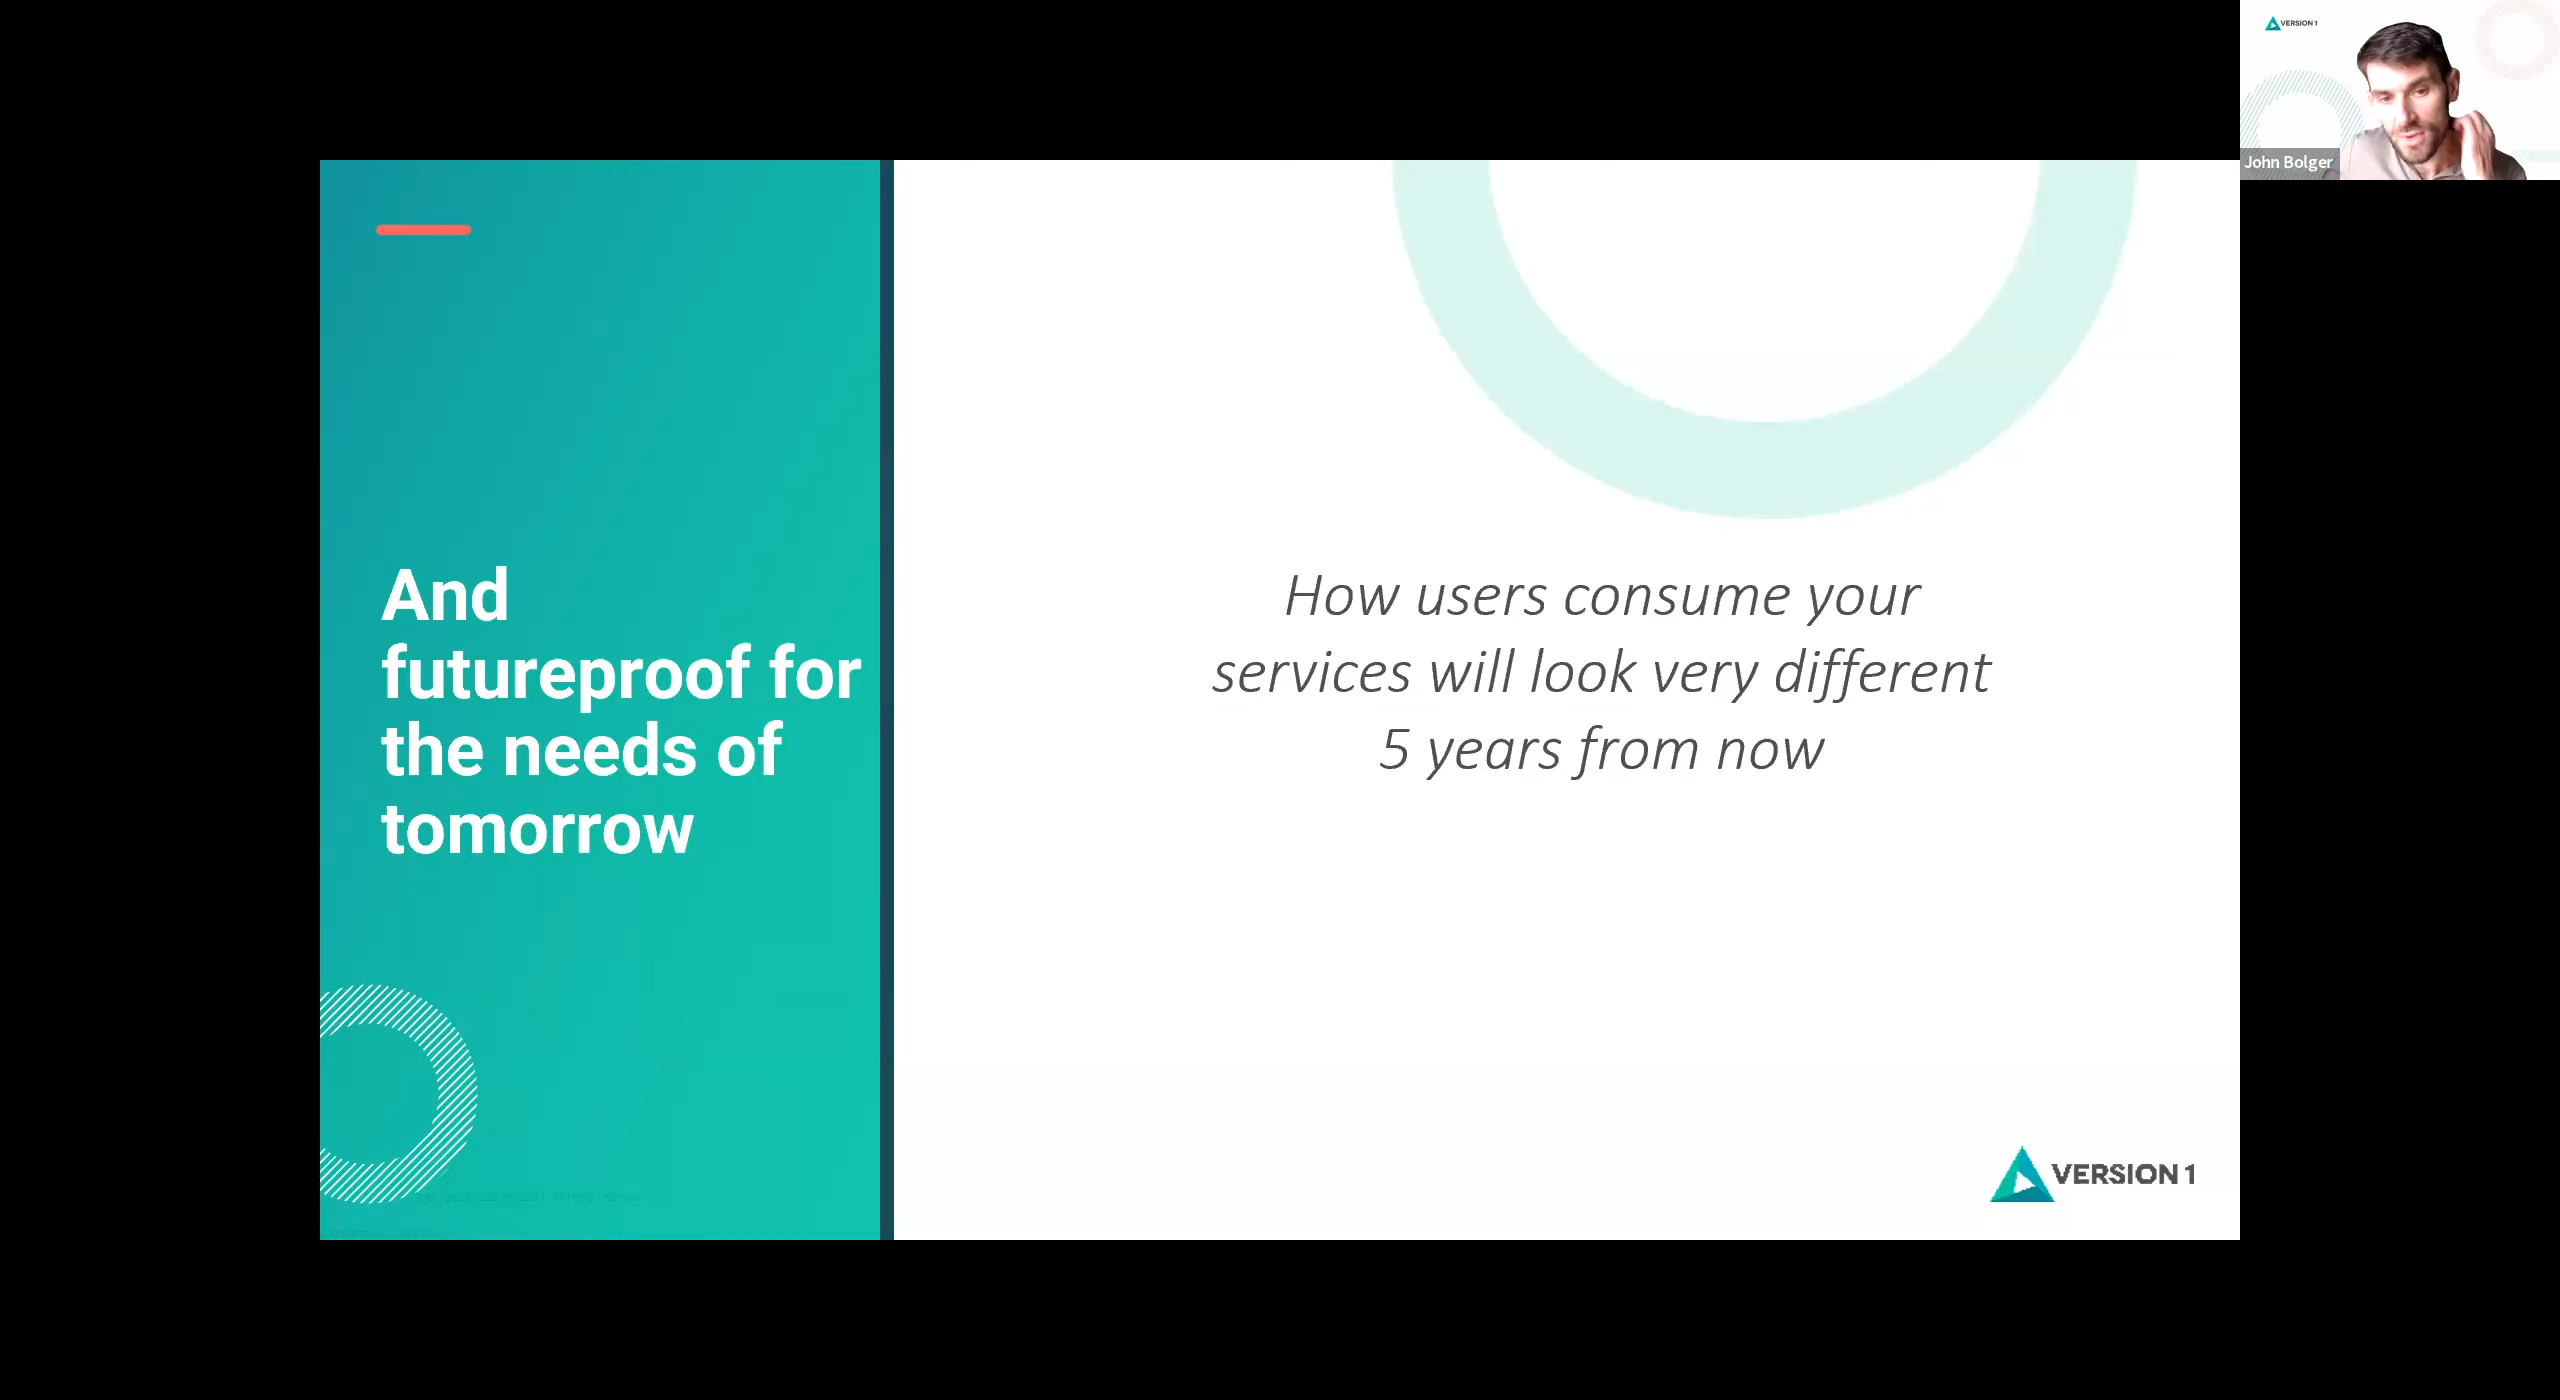 VERSION 1
John Bolger
And
futureproof for
the needs of
tomorrow
How users consume your
services will look very different
5 years from now
VERSION 1